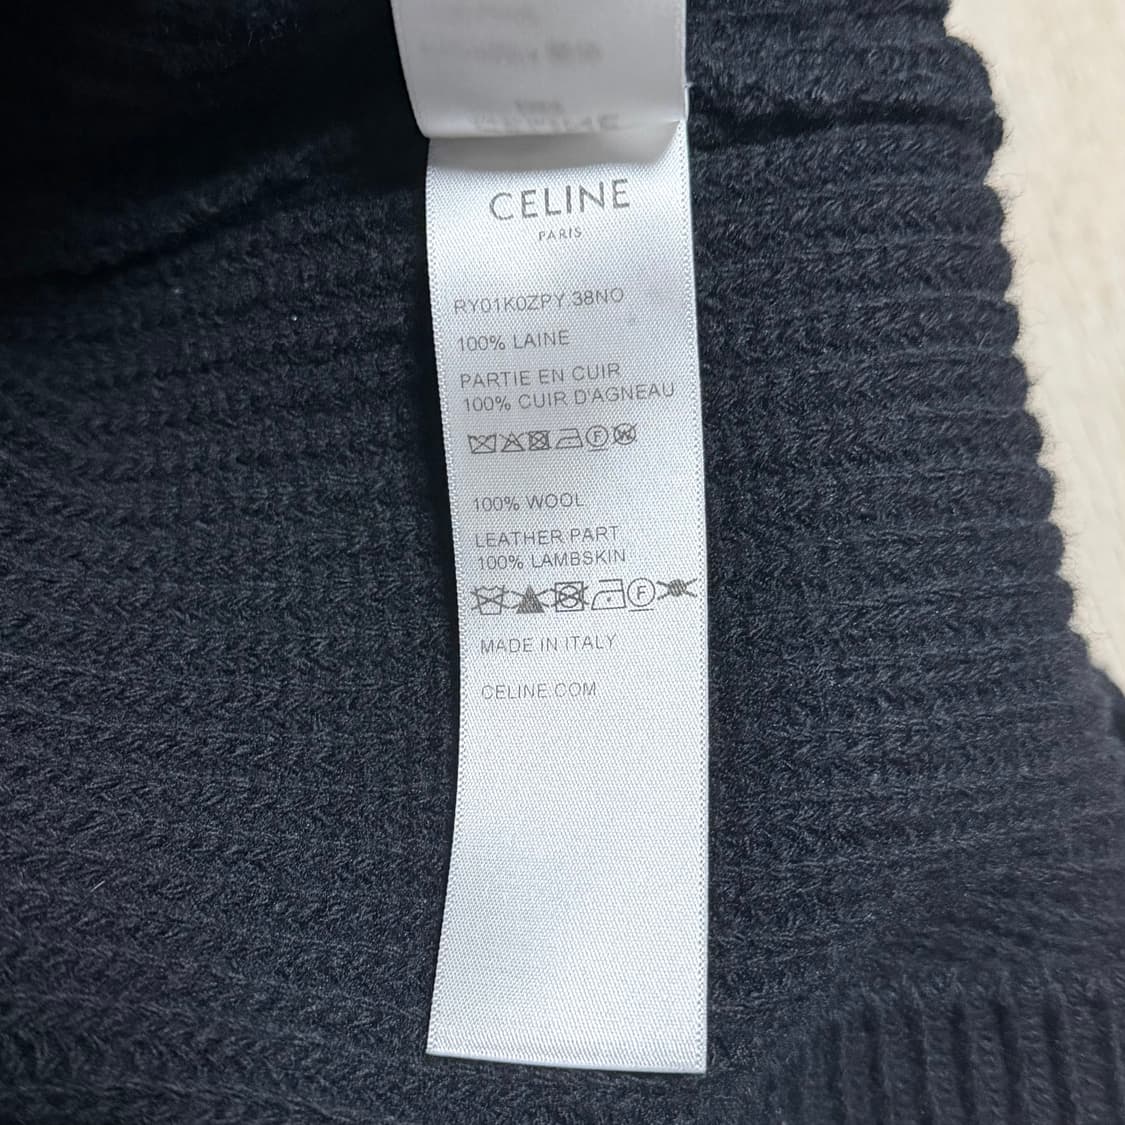 CELINE
PARIS
RY01K0ZPY.38NO
100% LAINE
PARTIE EN CUIR
100% CUIR D'AGNEAU
F W
100% WOOL
LEATHER PART
100% LAMBSKIN
F
MADE IN ITALY
CELINE.COM